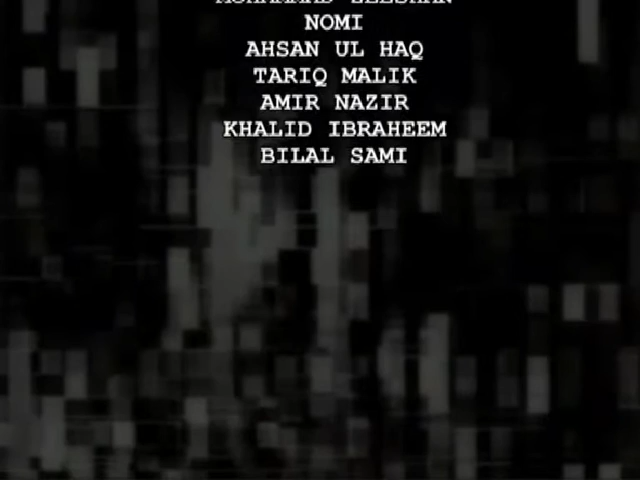 NOMI
AHSAN UL HAQ
TARIQ MALIK
AMIR NAZIR
KHALID IBRAHEEM
BILAL SAMI